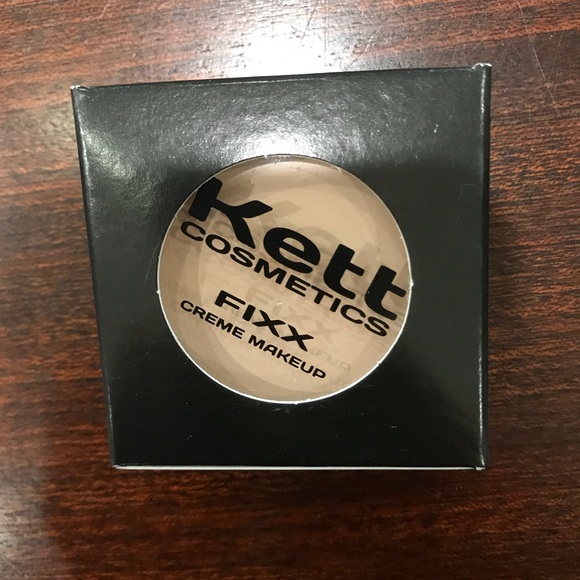 Kett
COSMETICS
FIXX
CREME MAKEUP